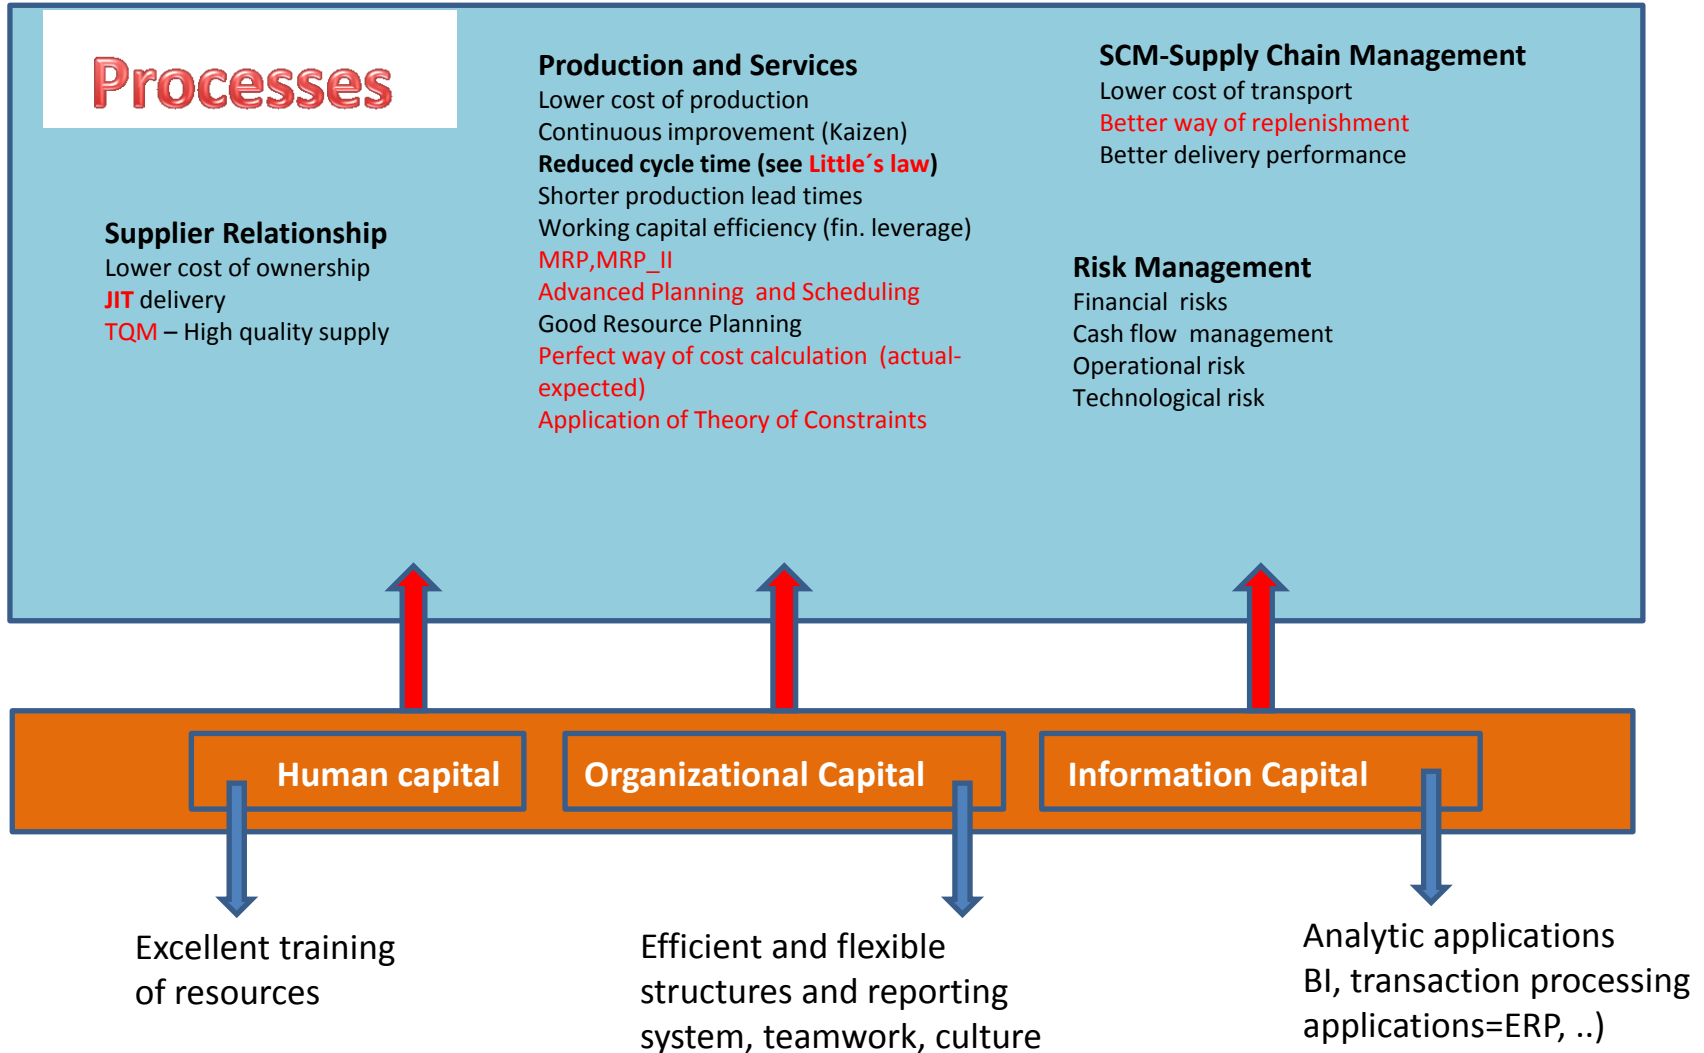 Processes
Supplier Relationship
Lower cost of ownership
JIT delivery
TQM – High quality supply
Production and Services
Lower cost of production
Continuous improvement (Kaizen)
Reduced cycle time (see Little´s law)
Shorter production lead times
Working capital efficiency (fin. leverage)
MRP,MRP_II
Advanced Planning  and Scheduling
Good Resource Planning
Perfect way of cost calculation  (actual-
expected)
Application of Theory of Constraints
SCM-Supply Chain Management
Lower cost of transport
Better way of replenishment
Better delivery performance
Risk Management
Financial  risks
Cash flow  management
Operational risk
Technological risk
Human capital
Organizational Capital
Information Capital
Excellent training
of resources
Efficient and flexible
structures and reporting
system, teamwork, culture
Analytic applications
BI, transaction processing
applications=ERP, ..)